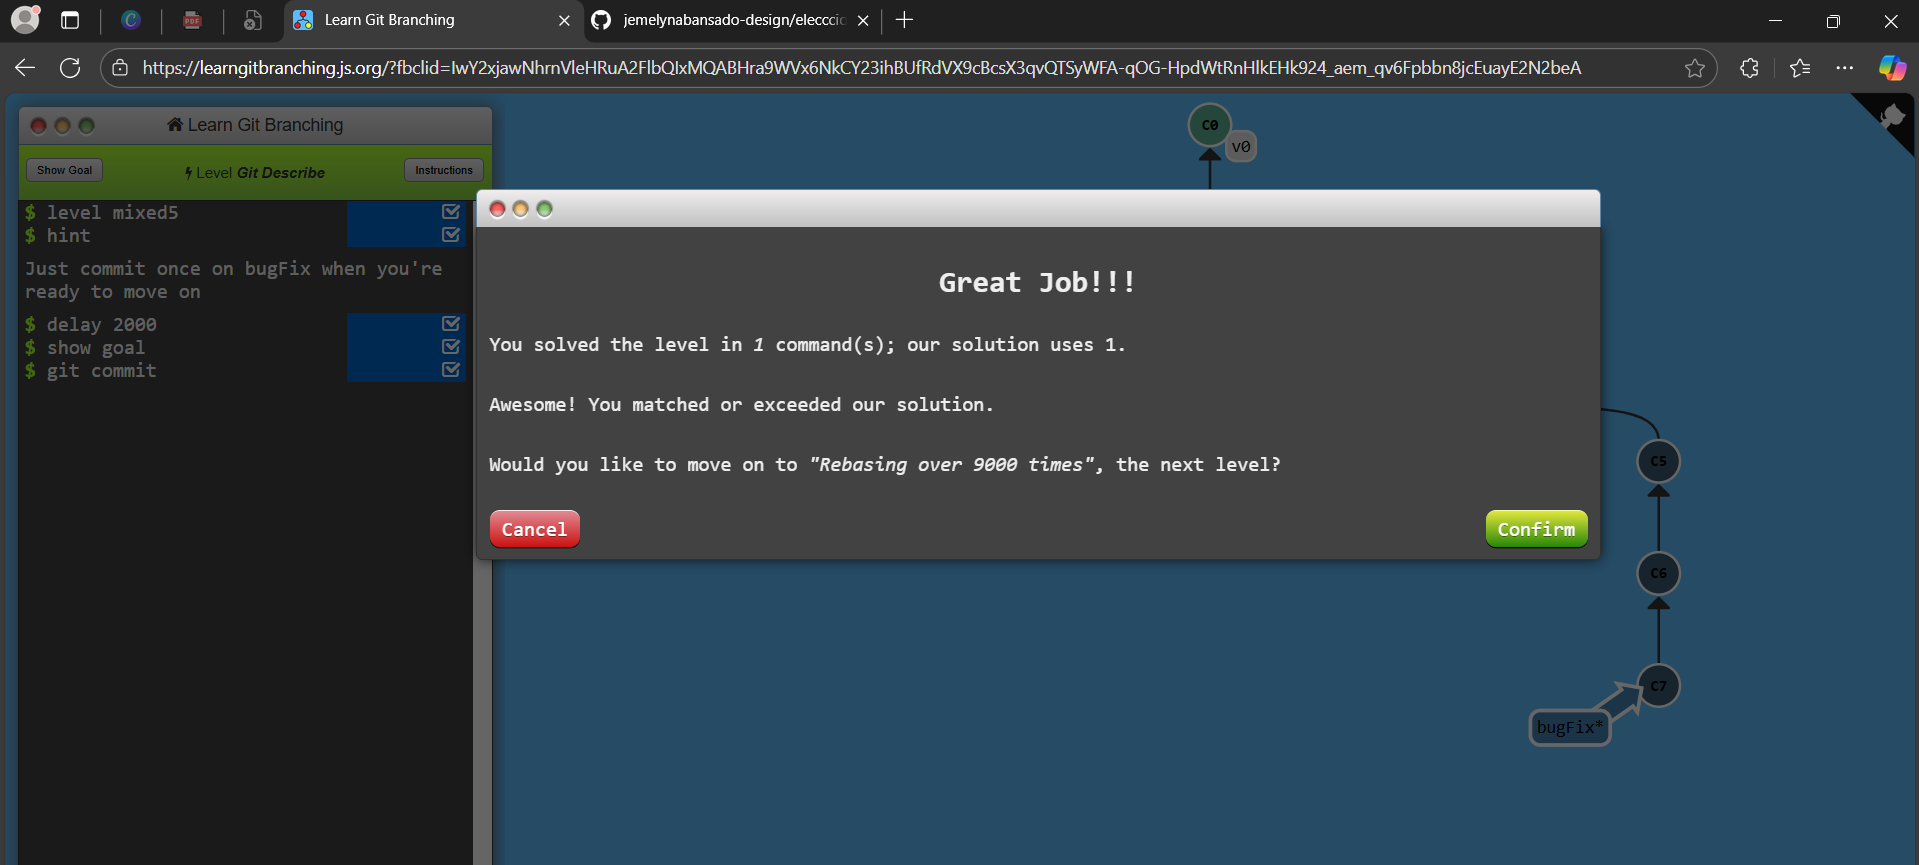 Learn Git Branching
jemelynabansado-design/elecccio
https://learngitbranching.js.org/?fbclid=IwY2xjawNhrnVleHRuA2FlbQIxMQABHra9WVx6NkCY23ihBUfRdVX9cBcsX3qvQTSyWFA-qOG-HpdWtRnHlkEHk924_aem_qv6Fpbbn8jcEuayE2N2beA
Learn Git Branching
Show Goal
Level Git Describe
Instructions
$ level mixed5
$ hint
Just commit once on bugFix when you're
ready to move on
$ delay 2000
$ show goal
$ git commit
C0
v0
Great Job!!!
You solved the level in 1 command(s); our solution uses 1.
Awesome! You matched or exceeded our solution.
Would you like to move on to "Rebasing over 9000 times", the next level?
Cancel
Confirm
C5
C6
C7
bugFix*